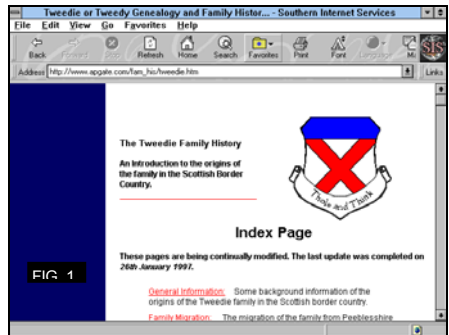 Tweedie or Tweedy Genealogy and Family Histor... - Southern Internet Services
File Edit View Go Favorites Help
Back Forward Stop Refresh Home Search Favorites Print Font Language
SIS
Address http://www.apgate.com/fam_his/tweedie.htm Links
The Tweedie Family History
An Introduction to the origins of
the family in the Scottish Border
Country.
Thole and Think
Index Page
These pages are being continually modified. The last update was completed on
26th January 1997.
FIG. 1
General Information: Some background information of the
origins of the Tweedie family in the Scottish border country.
Family Migration: The migration of the family from Peeblesshire